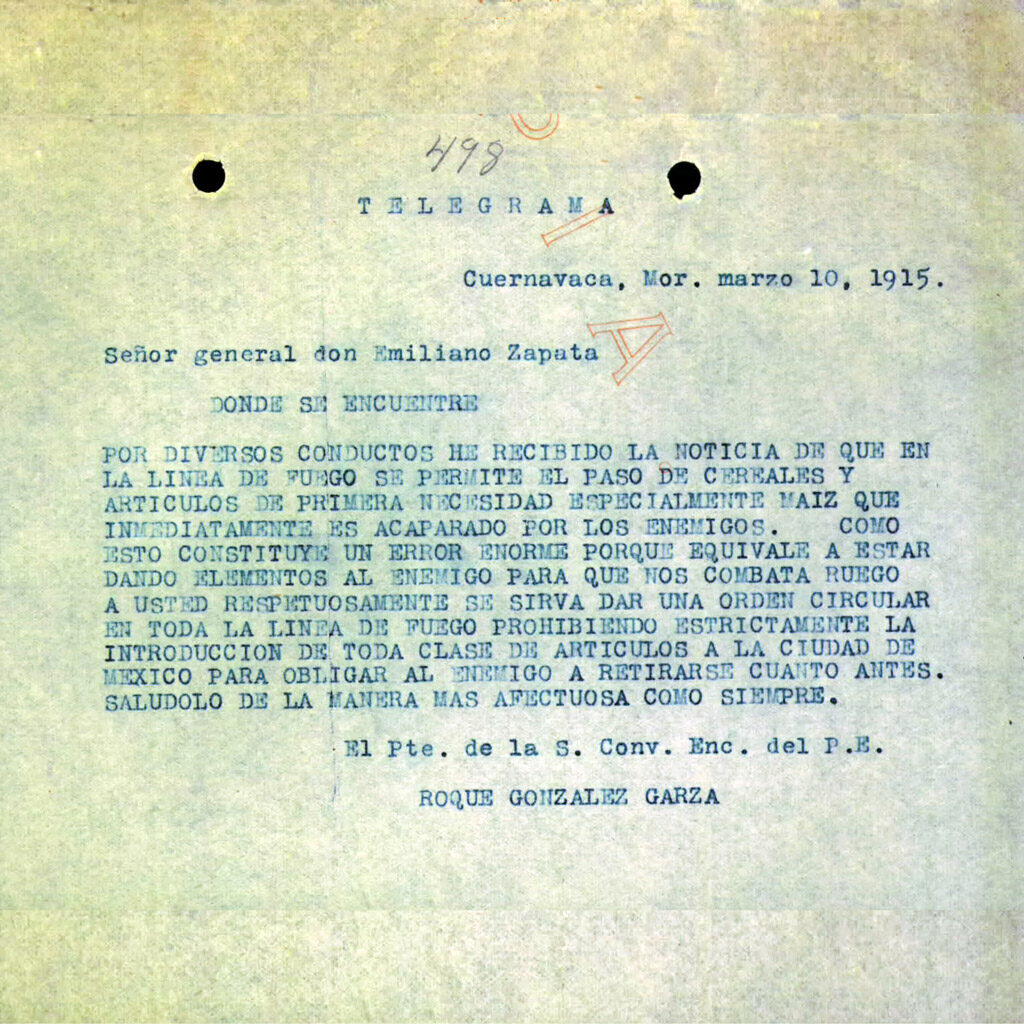 498
T E L E G R A M A
Cuernavaca, Mor. marzo 10, 1915.
Señor general don Emiliano Zapata
DONDE SE ENCUENTRE
POR DIVERSOS CONDUCTOS HE RECIBIDO LA NOTICIA DE QUE EN
LA LINEA DE FUEGO SE PERMITE EL PASO DE CEREALES Y
ARTICULOS DE PRIMERA NECESIDAD ESPECIALMENTE MAIZ QUE
INMEDIATAMENTE ES ACAPARADO POR LOS ENEMIGOS. COMO
ESTO CONSTITUYE UN ERROR ENORME PORQUE EQUIVALE A ESTAR
DANDO ELEMENTOS AL ENEMIGO PARA QUE NOS COMBATA RUEGO
A USTED RESPETUOSAMENTE SE SIRVA DAR UNA ORDEN CIRCULAR
EN TODA LA LINEA DE FUEGO PROHIBIENDO ESTRICTAMENTE LA
INTRODUCCION DE TODA CLASE DE ARTICULOS A LA CIUDAD DE
MEXICO PARA OBLIGAR AL ENEMIGO A RETIRARSE CUANTO ANTES.
SALUDOLO DE LA MANERA MAS AFECTUOSA COMO SIEMPRE.
El Pte. de la S. Conv. Enc. del P.E.
ROQUE GONZALEZ GARZA